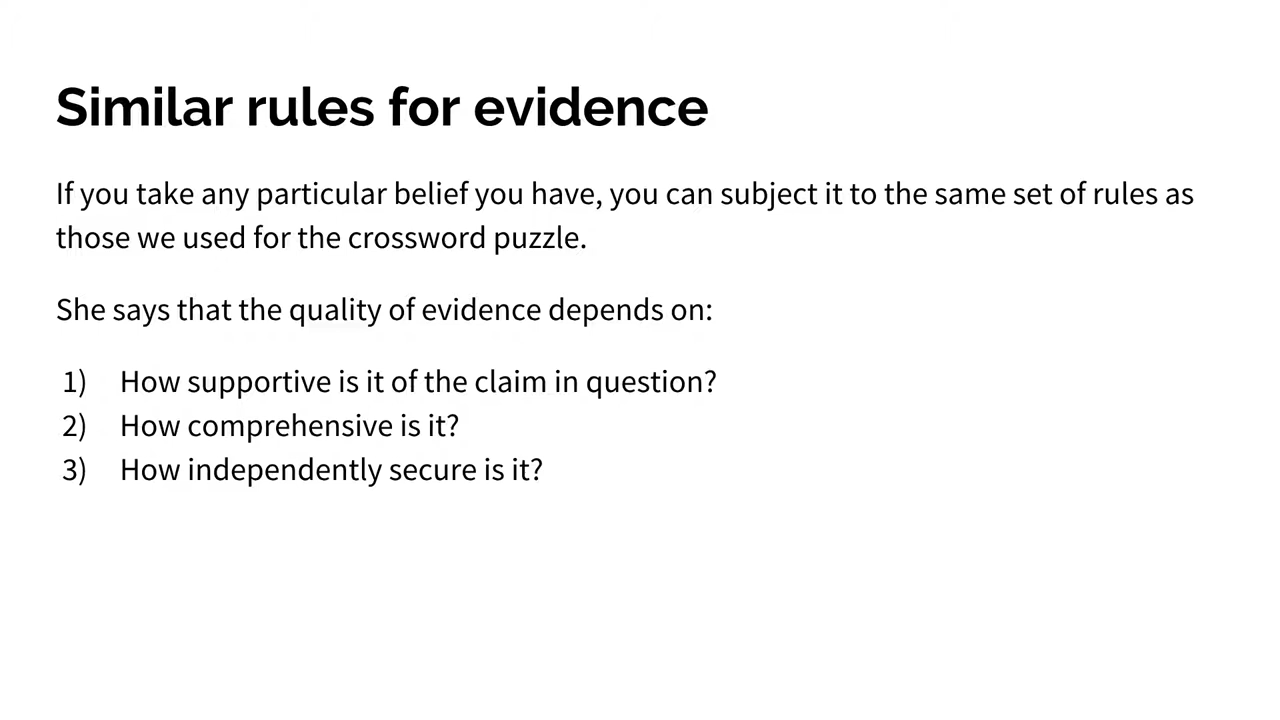 Similar rules for evidence
If you take any particular belief you have, you can subject it to the same set of rules as
those we used for the crossword puzzle.
She says that the quality of evidence depends on:
1) How supportive is it of the claim in question?
2) How comprehensive is it?
3) How independently secure is it?